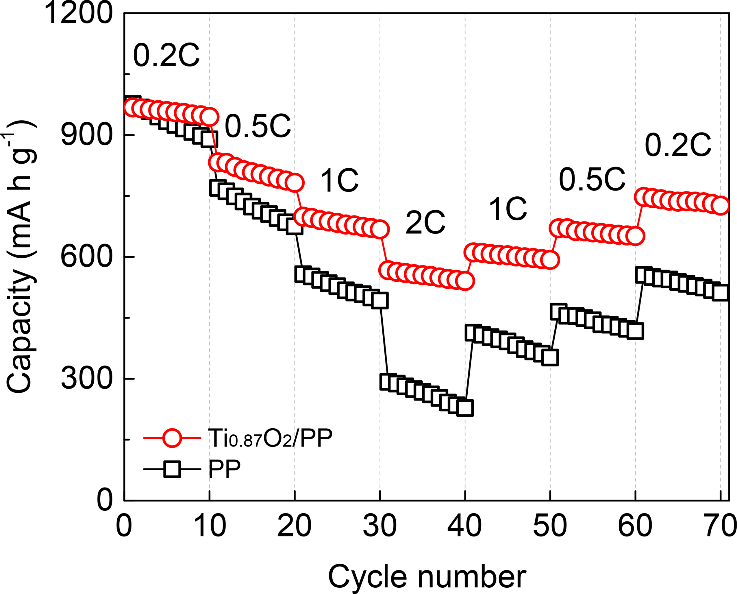 1200
900
600
300
0
Capacity (mA h g⁻¹)
0.2C
0.5C
1C
2C
1C
0.5C
0.2C
Ti₀.₈₇O₂/PP
PP
0 10 20 30 40 50 60 70
Cycle number